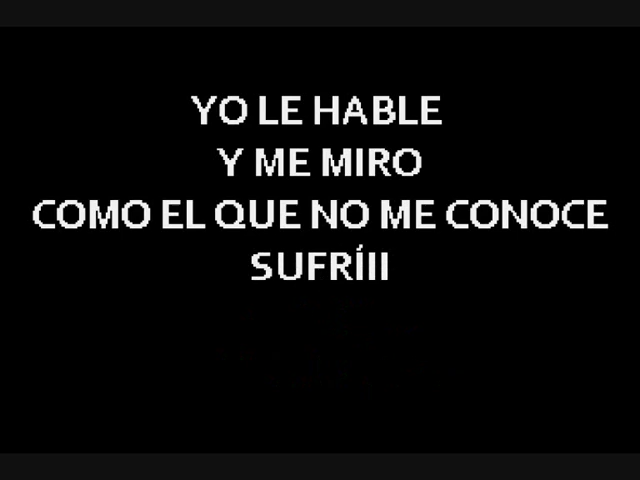 YO LE HABLE
Y ME MIRO
COMO EL QUE NO ME CONOCE
SUFRÍII